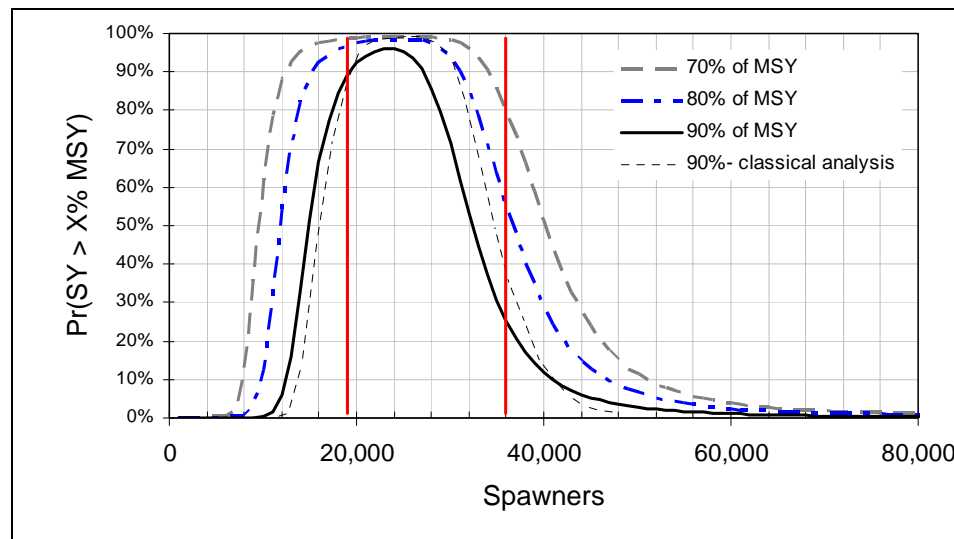 100%
90%
80%
70%
60%
50%
40%
30%
20%
10%
0%
Pr(SY > X% MSY)
70% of MSY
80% of MSY
90% of MSY
90%- classical analysis
0 20,000 40,000 60,000 80,000
Spawners